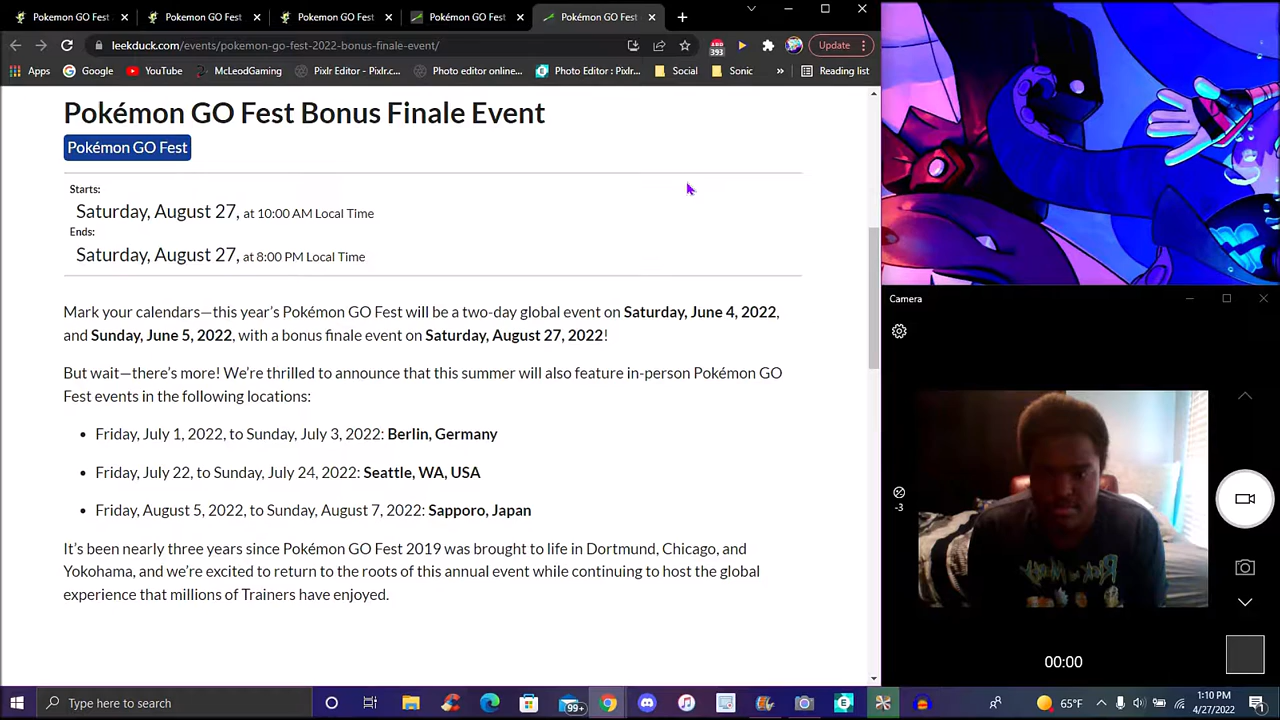 Pokemon GO Fest
Pokemon GO Fest
Pokemon GO Fest
Pokémon GO Fest
Pokémon GO Fest
leekduck.com/events/pokemon-go-fest-2022-bonus-finale-event/
393
Update
Apps
Google
YouTube
McLeodGaming
Pixlr Editor - Pixlr.c...
Photo editor online...
Photo Editor : Pixlr...
Social
Sonic
»
Reading list
Pokémon GO Fest Bonus Finale Event
Pokémon GO Fest
Starts:
Saturday, August 27, at 10:00 AM Local Time
Ends:
Saturday, August 27, at 8:00 PM Local Time
Mark your calendars—this year's Pokémon GO Fest will be a two-day global event on Saturday, June 4, 2022,
and Sunday, June 5, 2022, with a bonus finale event on Saturday, August 27, 2022!
But wait—there's more! We're thrilled to announce that this summer will also feature in-person Pokémon GO
Fest events in the following locations:
• Friday, July 1, 2022, to Sunday, July 3, 2022: Berlin, Germany
• Friday, July 22, to Sunday, July 24, 2022: Seattle, WA, USA
• Friday, August 5, 2022, to Sunday, August 7, 2022: Sapporo, Japan
It's been nearly three years since Pokémon GO Fest 2019 was brought to life in Dortmund, Chicago, and
Yokohama, and we're excited to return to the roots of this annual event while continuing to host the global
experience that millions of Trainers have enjoyed.
Camera
-3
00:00
Type here to search
99+
65°F
1:10 PM
4/27/2022
1